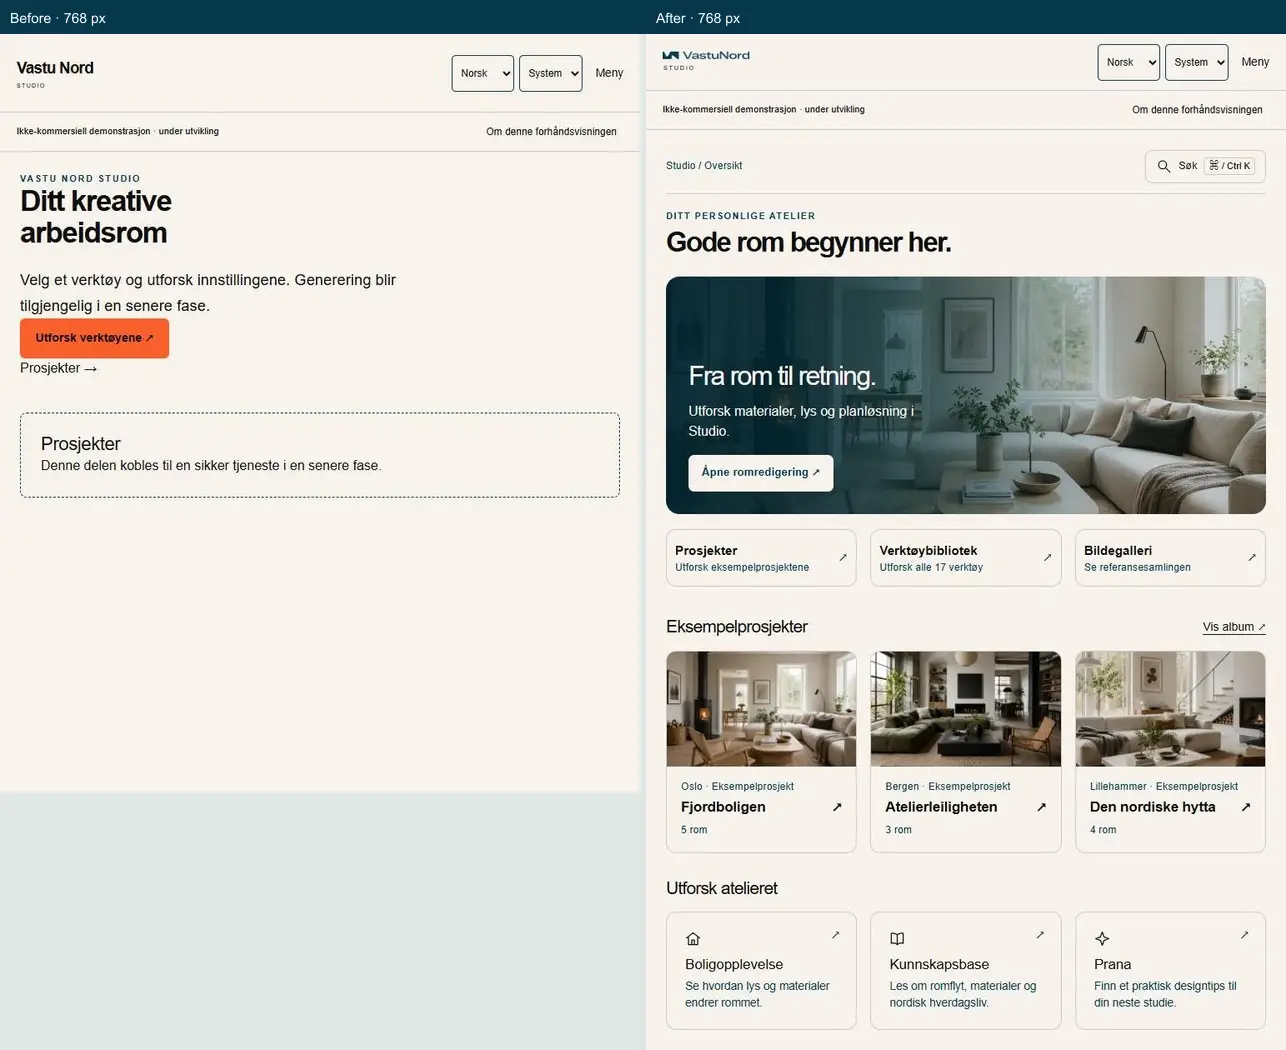 Before · 768 px
Vastu Nord
STUDIO
Norsk
System
Meny
Ikke-kommersiell demonstrasjon · under utvikling
Om denne forhåndsvisningen
VASTU NORD STUDIO
Ditt kreative
arbeidsrom
Velg et verktøy og utforsk innstillingene. Generering blir
tilgjengelig i en senere fase.
Utforsk verktøyene ↗
Prosjekter →
Prosjekter
Denne delen kobles til en sikker tjeneste i en senere fase.
After · 768 px
VastuNord
STUDIO
Norsk
System
Meny
Ikke-kommersiell demonstrasjon · under utvikling
Om denne forhåndsvisningen
Studio / Oversikt
Søk ⌘ / Ctrl K
DITT PERSONLIGE ATELIER
Gode rom begynner her.
Fra rom til retning.
Utforsk materialer, lys og planløsning i
Studio.
Åpne romredigering ↗
Prosjekter
Utforsk eksempelprosjektene
↗
Verktøybibliotek
Utforsk alle 17 verktøy
↗
Bildegalleri
Se referansesamlingen
↗
Eksempelprosjekter
Vis album ↗
Oslo · Eksempelprosjekt
Fjordboligen ↗
5 rom
Bergen · Eksempelprosjekt
Atelierleiligheten ↗
3 rom
Lillehammer · Eksempelprosjekt
Den nordiske hytta ↗
4 rom
Utforsk atelieret
↗
Boligopplevelse
Se hvordan lys og materialer
endrer rommet.
↗
Kunnskapsbase
Les om romflyt, materialer og
nordisk hverdagsliv.
↗
Prana
Finn et praktisk designtips til
din neste studie.